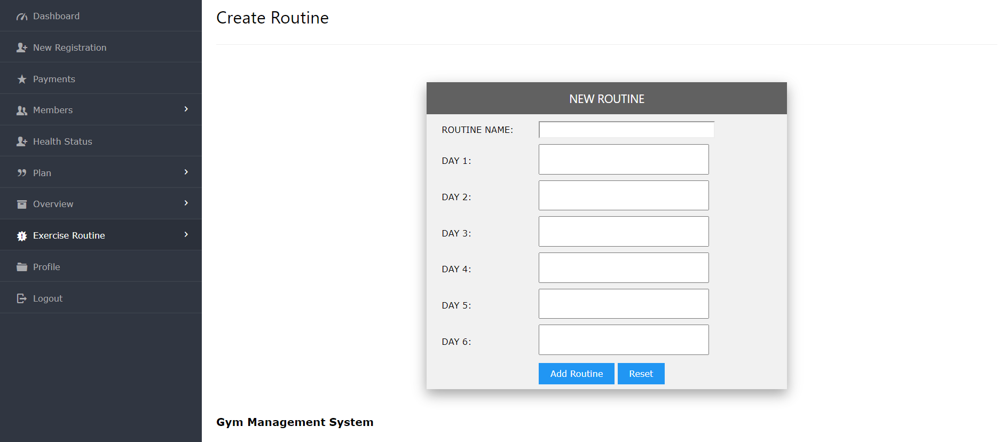 Dashboard
New Registration
Payments
Members
Health Status
Plan
Overview
Exercise Routine
Profile
Logout
Create Routine
NEW ROUTINE
ROUTINE NAME:
DAY 1:
DAY 2:
DAY 3:
DAY 4:
DAY 5:
DAY 6:
Add Routine Reset
Gym Management System